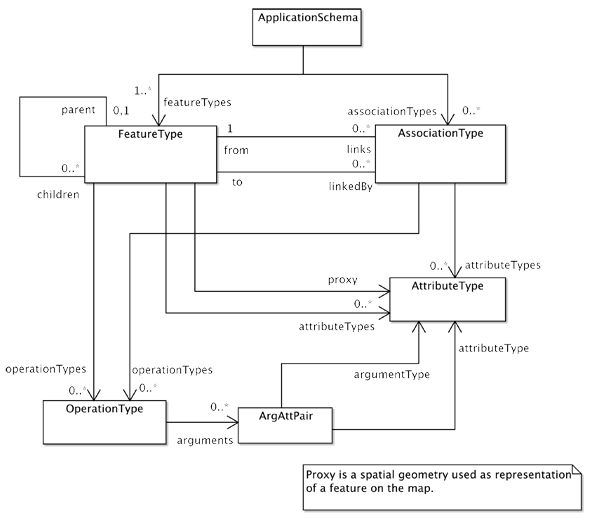 ApplicationSchema
1..*
featureTypes
associationTypes
0..*
parent
0,1
FeatureType
1
0..*
AssociationType
from
links
0..*
0..*
to
linkedBy
children
0..*
attributeTypes
proxy
AttributeType
0..*
attributeTypes
attributeType
operationTypes
operationTypes
argumentType
0..*
0..*
OperationType
0..*
ArgAttPair
arguments
Proxy is a spatial geometry used as representation
of a feature on the map.